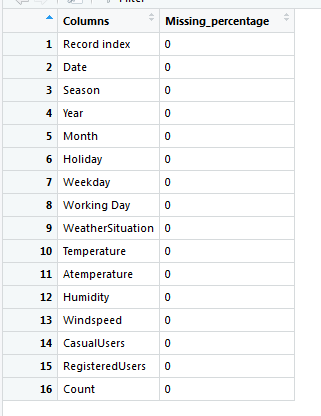 Columns Missing_percentage
1 Record index 0
2 Date 0
3 Season 0
4 Year 0
5 Month 0
6 Holiday 0
7 Weekday 0
8 Working Day 0
9 WeatherSituation 0
10 Temperature 0
11 Atemperature 0
12 Humidity 0
13 Windspeed 0
14 CasualUsers 0
15 RegisteredUsers 0
16 Count 0